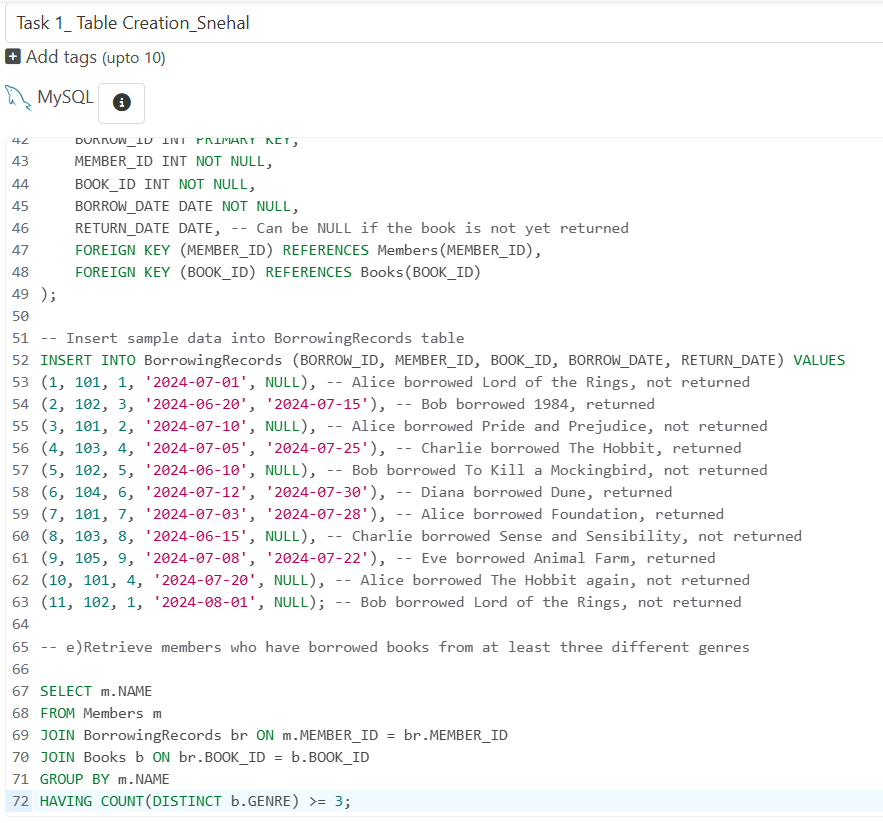 Task 1_ Table Creation_Snehal
Add tags (upto 10)
MySQL
42 BORROW_ID INT PRIMARY KEY,
43 MEMBER_ID INT NOT NULL,
44 BOOK_ID INT NOT NULL,
45 BORROW_DATE DATE NOT NULL,
46 RETURN_DATE DATE, -- Can be NULL if the book is not yet returned
47 FOREIGN KEY (MEMBER_ID) REFERENCES Members(MEMBER_ID),
48 FOREIGN KEY (BOOK_ID) REFERENCES Books(BOOK_ID)
49 );
50
51 -- Insert sample data into BorrowingRecords table
52 INSERT INTO BorrowingRecords (BORROW_ID, MEMBER_ID, BOOK_ID, BORROW_DATE, RETURN_DATE) VALUES
53 (1, 101, 1, '2024-07-01', NULL), -- Alice borrowed Lord of the Rings, not returned
54 (2, 102, 3, '2024-06-20', '2024-07-15'), -- Bob borrowed 1984, returned
55 (3, 101, 2, '2024-07-10', NULL), -- Alice borrowed Pride and Prejudice, not returned
56 (4, 103, 4, '2024-07-05', '2024-07-25'), -- Charlie borrowed The Hobbit, returned
57 (5, 102, 5, '2024-06-10', NULL), -- Bob borrowed To Kill a Mockingbird, not returned
58 (6, 104, 6, '2024-07-12', '2024-07-30'), -- Diana borrowed Dune, returned
59 (7, 101, 7, '2024-07-03', '2024-07-28'), -- Alice borrowed Foundation, returned
60 (8, 103, 8, '2024-06-15', NULL), -- Charlie borrowed Sense and Sensibility, not returned
61 (9, 105, 9, '2024-07-08', '2024-07-22'), -- Eve borrowed Animal Farm, returned
62 (10, 101, 4, '2024-07-20', NULL), -- Alice borrowed The Hobbit again, not returned
63 (11, 102, 1, '2024-08-01', NULL); -- Bob borrowed Lord of the Rings, not returned
64
65 -- e)Retrieve members who have borrowed books from at least three different genres
66
67 SELECT m.NAME
68 FROM Members m
69 JOIN BorrowingRecords br ON m.MEMBER_ID = br.MEMBER_ID
70 JOIN Books b ON br.BOOK_ID = b.BOOK_ID
71 GROUP BY m.NAME
72 HAVING COUNT(DISTINCT b.GENRE) >= 3;